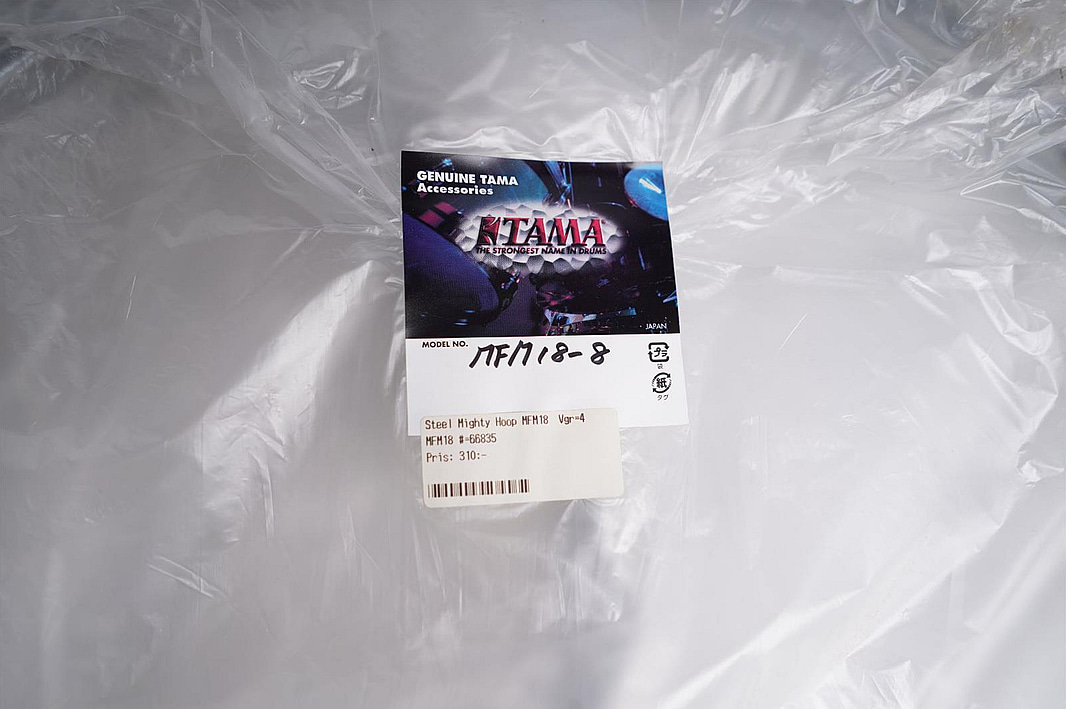 GENUINE TAMA
Accessories
TAMA
THE STRONGEST NAME IN DRUMS
JAPAN
MODEL NO. MFM18-8
プラ
袋
紙
タグ
Steel Mighty Hoop MFM18 Vgr=4
MFM18 #=66835
Pris: 310:-